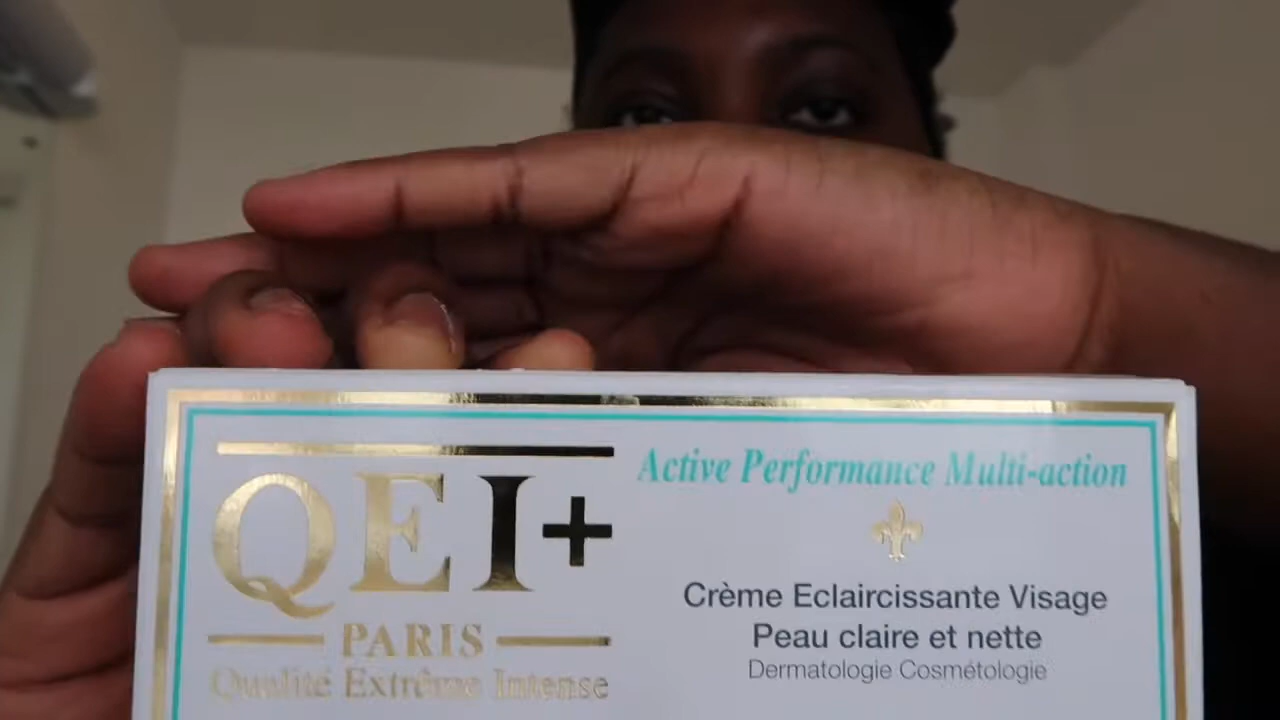 QEI+
PARIS
Qualité Extrême Intense
Active Performance Multi-action
Crème Eclaircissante Visage
Peau claire et nette
Dermatologie Cosmétologie